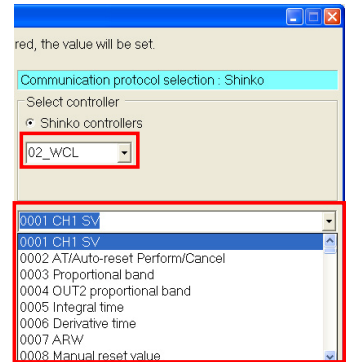 red, the value will be set.
Communication protocol selection : Shinko
Select controller
Shinko controllers
02_WCL
0001 CH1 SV
0001 CH1 SV
0002 AT/Auto-reset Perform/Cancel
0003 Proportional band
0004 OUT2 proportional band
0005 Integral time
0006 Derivative time
0007 ARW
0008 Manual reset value